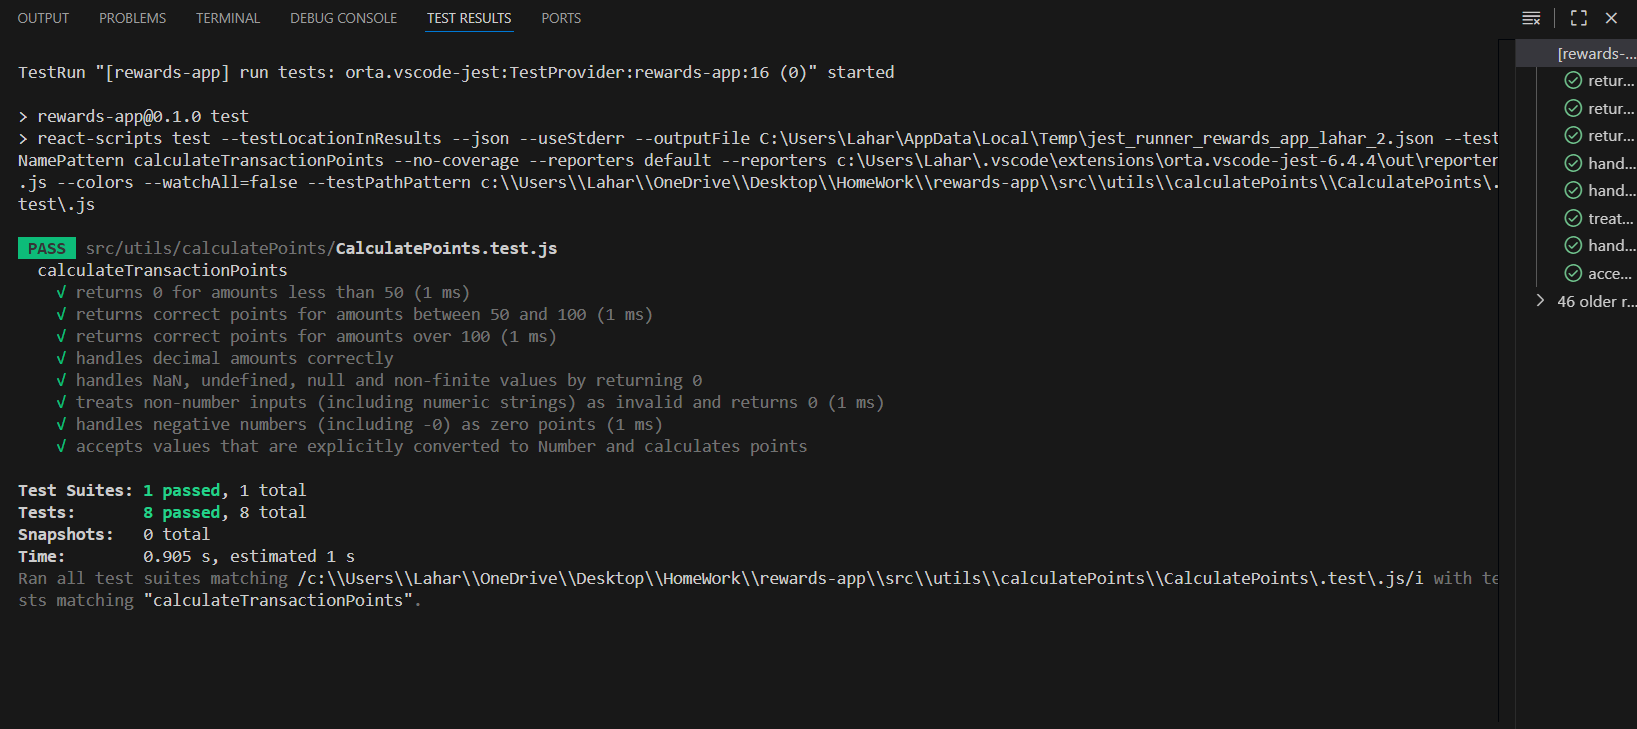 OUTPUT PROBLEMS TERMINAL DEBUG CONSOLE TEST RESULTS PORTS
TestRun "[rewards-app] run tests: orta.vscode-jest:TestProvider:rewards-app:16 (0)" started
> rewards-app@0.1.0 test
> react-scripts test --testLocationInResults --json --useStderr --outputFile C:\Users\Lahar\AppData\Local\Temp\jest_runner_rewards_app_lahar_2.json --test
NamePattern calculateTransactionPoints --no-coverage --reporters default --reporters c:\Users\Lahar\.vscode\extensions\orta.vscode-jest-6.4.4\out\reporter
.js --colors --watchAll=false --testPathPattern c:\\Users\\Lahar\\OneDrive\\Desktop\\HomeWork\\rewards-app\\src\\utils\\calculatePoints\\CalculatePoints\.
test\.js
PASS src/utils/calculatePoints/CalculatePoints.test.js
calculateTransactionPoints
√ returns 0 for amounts less than 50 (1 ms)
√ returns correct points for amounts between 50 and 100 (1 ms)
√ returns correct points for amounts over 100 (1 ms)
√ handles decimal amounts correctly
√ handles NaN, undefined, null and non-finite values by returning 0
√ treats non-number inputs (including numeric strings) as invalid and returns 0 (1 ms)
√ handles negative numbers (including -0) as zero points (1 ms)
√ accepts values that are explicitly converted to Number and calculates points
Test Suites: 1 passed, 1 total
Tests: 8 passed, 8 total
Snapshots: 0 total
Time: 0.905 s, estimated 1 s
Ran all test suites matching /c:\\Users\\Lahar\\OneDrive\\Desktop\\HomeWork\\rewards-app\\src\\utils\\calculatePoints\\CalculatePoints\.test\.js/i with te
sts matching "calculateTransactionPoints".
[rewards-...
retur...
retur...
retur...
hand...
hand...
treat...
hand...
acce...
46 older r...